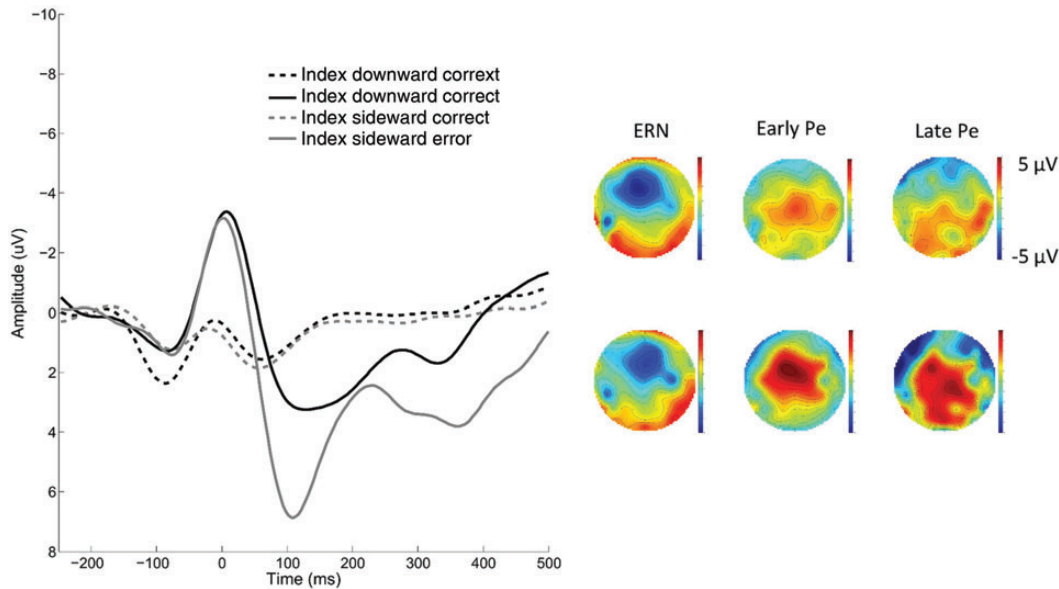 −10
−8
−6
−4
−2
0
2
4
6
8
Amplitude (uV)
−200
−100
0
100
200
300
400
500
Time (ms)
Index downward corrext
Index downward correct
Index sideward correct
Index sideward error
ERN
Early Pe
Late Pe
5 µV
-5 µV